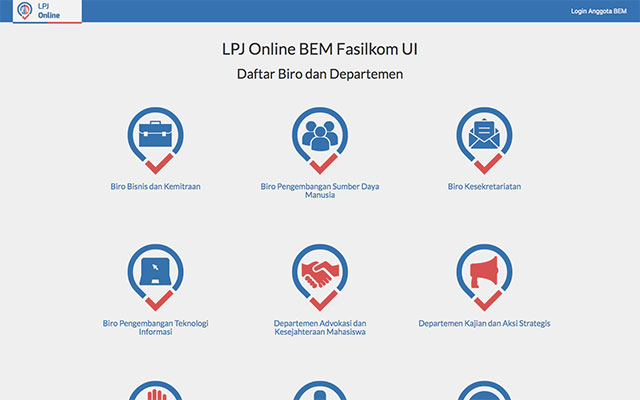 LPJ
Online
Login Anggota BEM
LPJ Online BEM Fasilkom UI
Daftar Biro dan Departemen
Biro Bisnis dan Kemitraan
Biro Pengembangan Sumber Daya
Manusia
Biro Kesekretariatan
Biro Pengembangan Teknologi
Informasi
Departemen Advokasi dan
Kesejahteraan Mahasiswa
Departemen Kajian dan Aksi Strategis